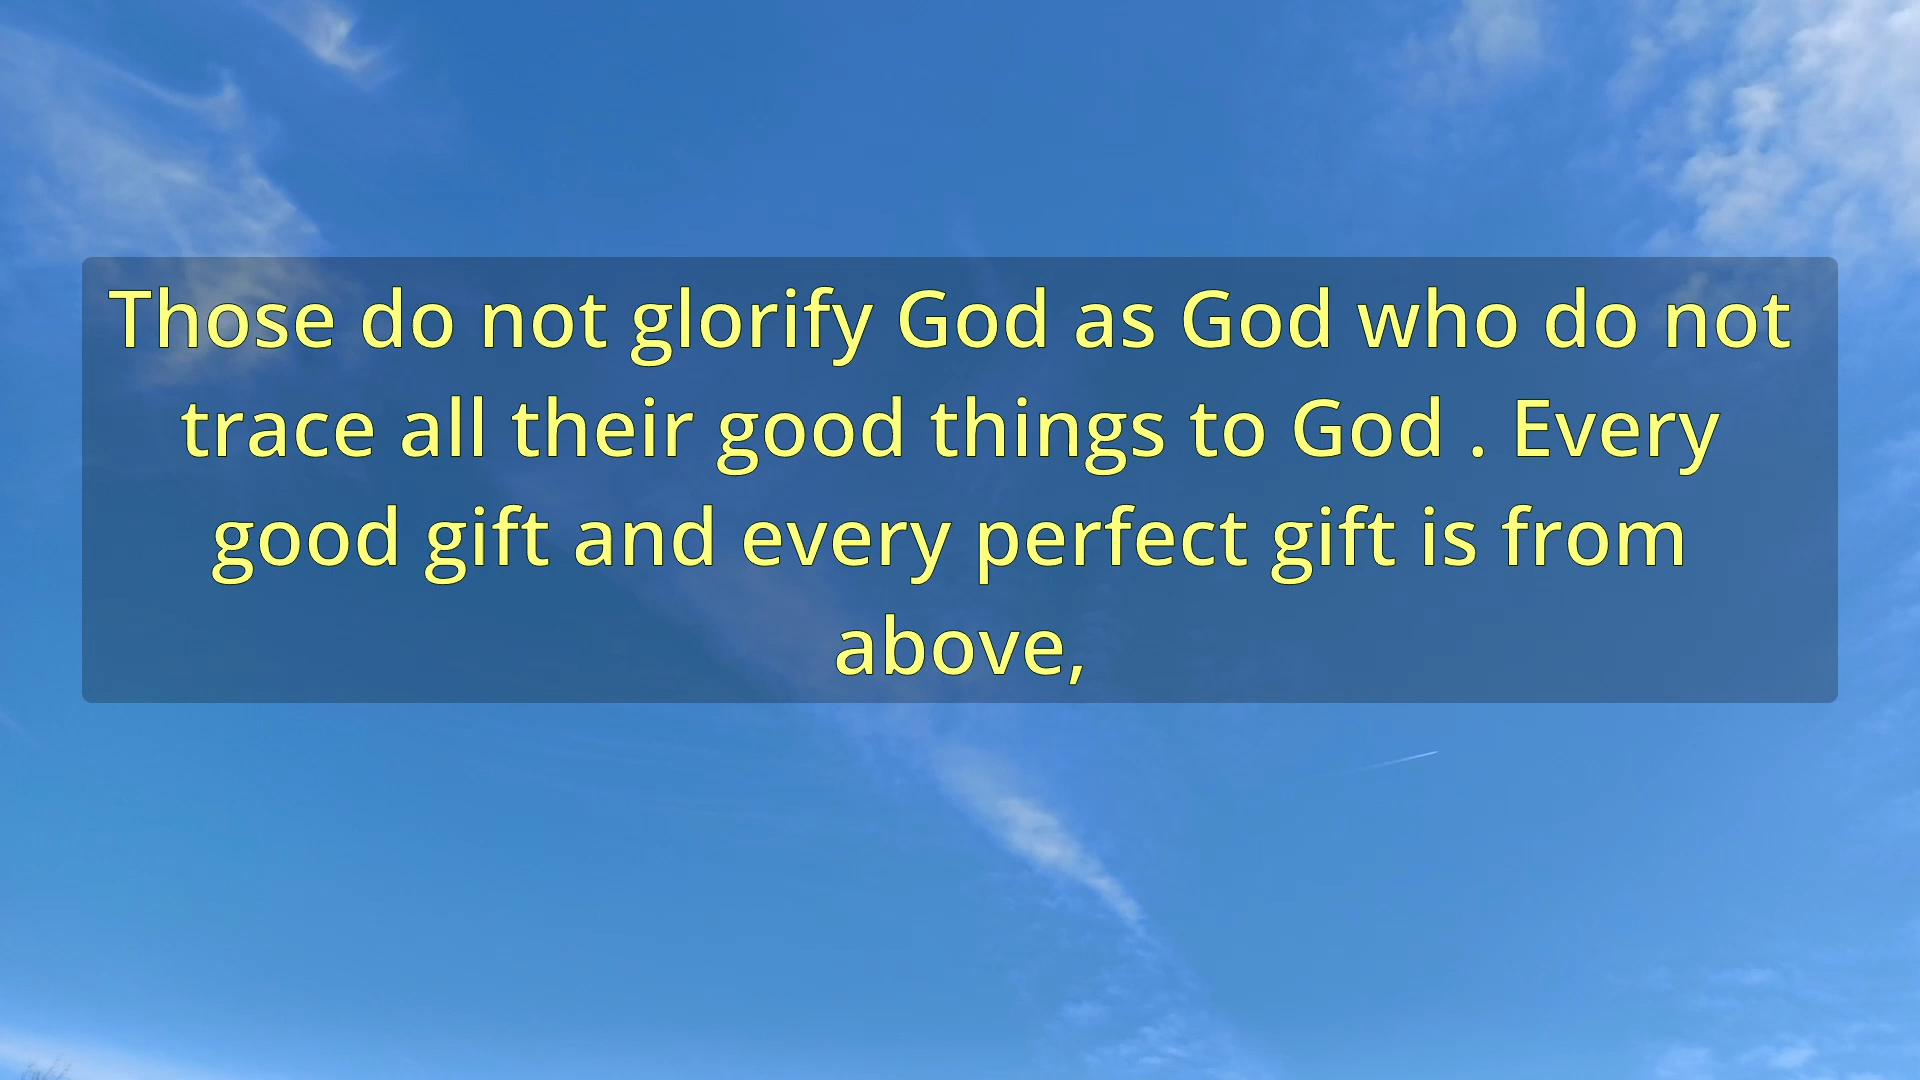 Those do not glorify God as God who do not
trace all their good things to God . Every
good gift and every perfect gift is from
above,